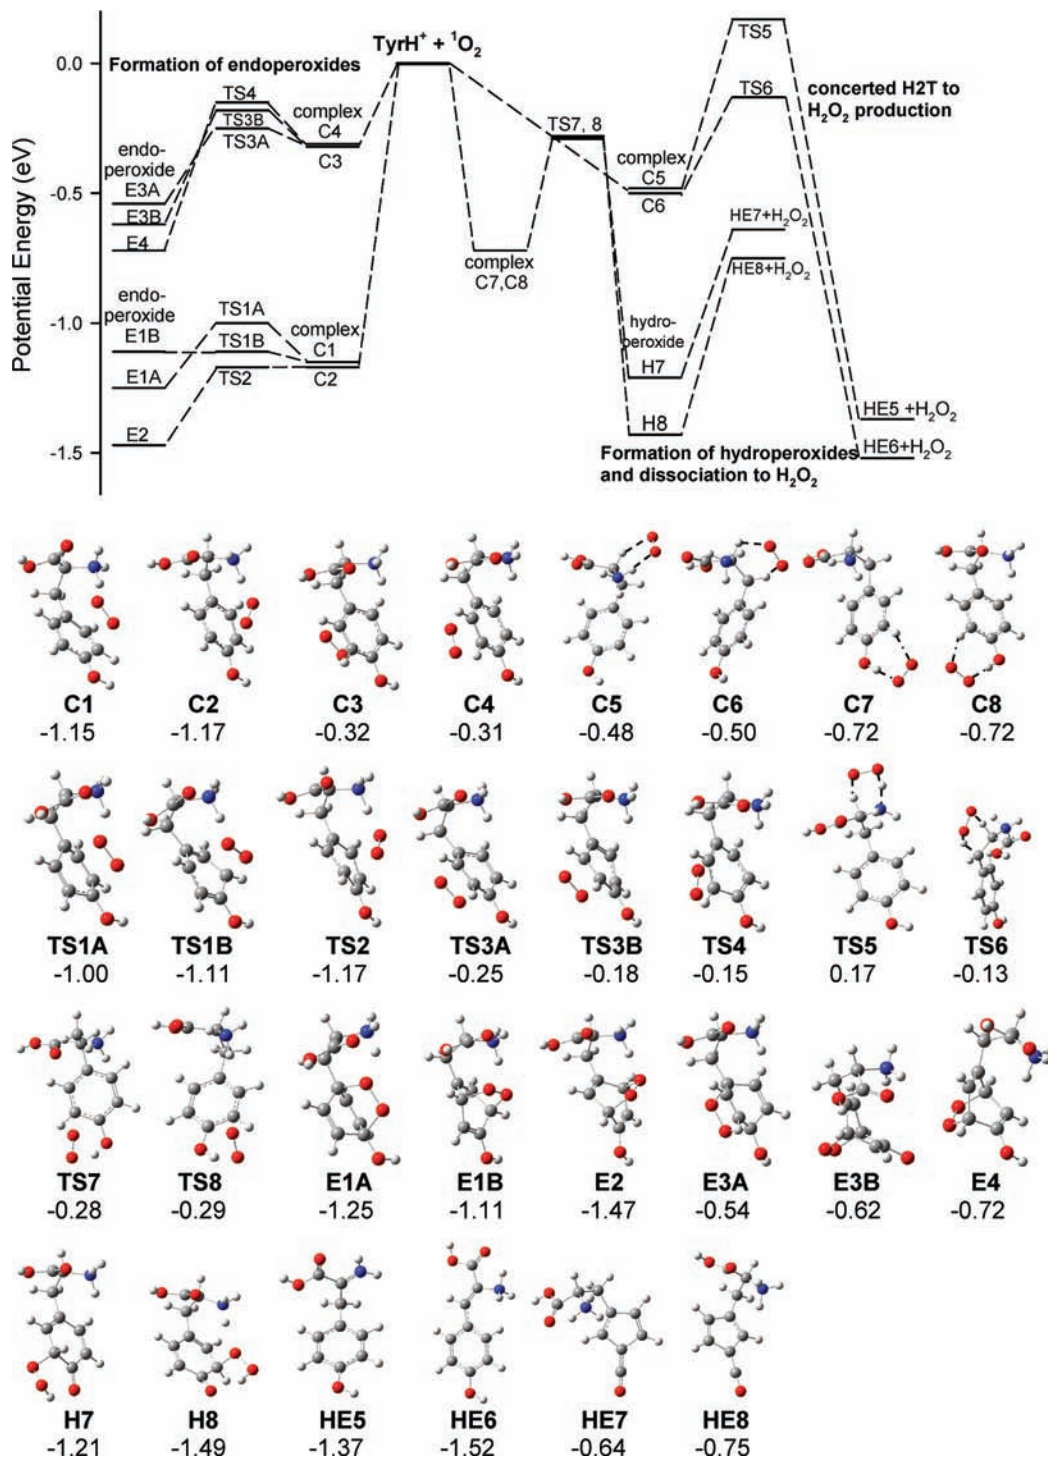 TyrH+ + 1O2
Formation of endoperoxides
Potential Energy (eV)
0.0
-0.5
-1.0
-1.5
TS4
TS3B
TS3A
complex
C4
C3
endo-
peroxide
E3A
E3B
E4
endo-
peroxide
E1B
E1A
E2
TS1A
TS1B
TS2
complex
C1
C2
complex
C7,C8
TS7, 8
complex
C5
C6
TS5
TS6
concerted H2T to
H2O2 production
HE7+H2O2
HE8+H2O2
hydro-
peroxide
H7
H8
HE5 +H2O2
HE6+H2O2
Formation of hydroperoxides
and dissociation to H2O2
C1 C2 C3 C4 C5 C6 C7 C8
-1.15 -1.17 -0.32 -0.31 -0.48 -0.50 -0.72 -0.72
TS1A TS1B TS2 TS3A TS3B TS4 TS5 TS6
-1.00 -1.11 -1.17 -0.25 -0.18 -0.15 0.17 -0.13
TS7 TS8 E1A E1B E2 E3A E3B E4
-0.28 -0.29 -1.25 -1.11 -1.47 -0.54 -0.62 -0.72
H7 H8 HE5 HE6 HE7 HE8
-1.21 -1.49 -1.37 -1.52 -0.64 -0.75